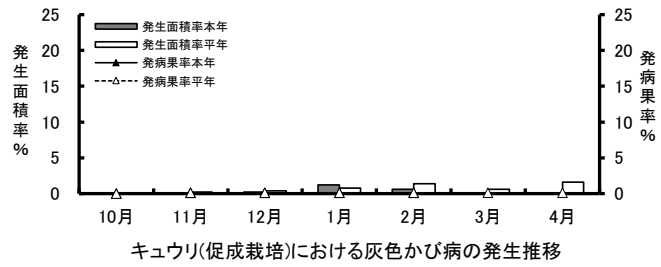 発生面積率%
25
20
15
10
5
0
発生面積率本年
発生面積率平年
発病果率本年
発病果率平年
25
20
15
10
5
0
発病果率%
10月 11月 12月 1月 2月 3月 4月
キュウリ(促成栽培)における灰色かび病の発生推移